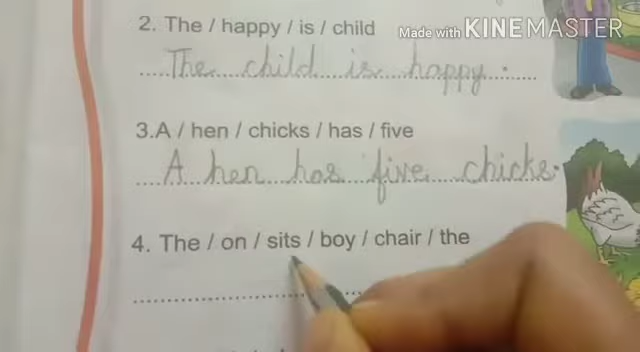 2. The / happy / is / child
Made with KINEMASTER
The child is happy.
3.A / hen / chicks / has / five
A hen has five chicks.
4. The / on / sits / boy / chair / the